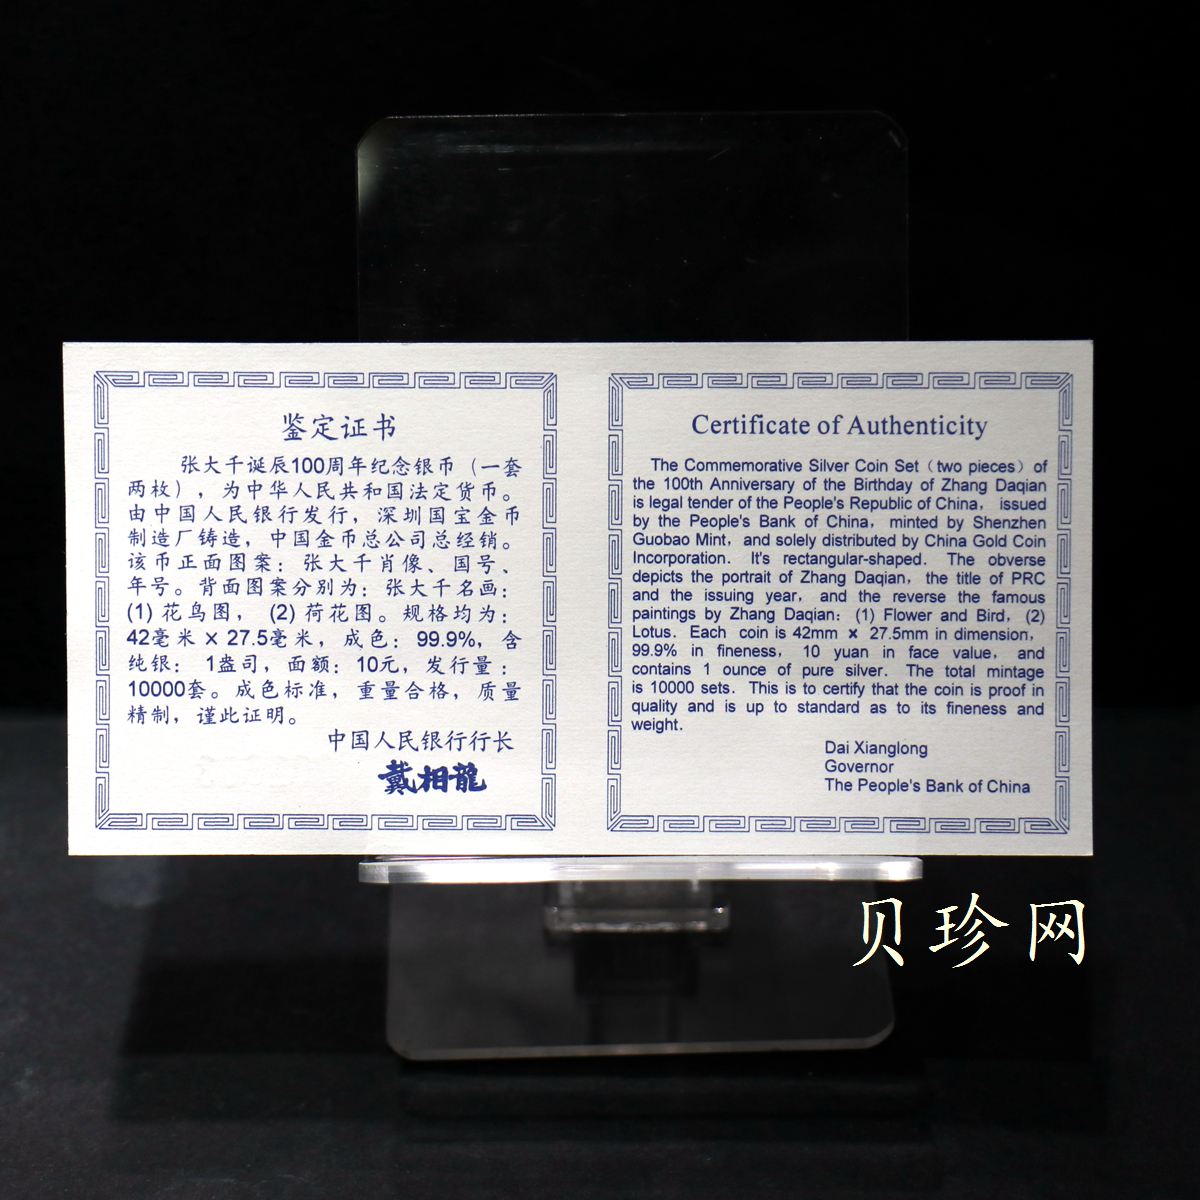 鉴定证书
张大千诞辰100周年纪念银币（一套
两枚），为中华人民共和国法定货币。
由中国人民银行发行，深圳国宝金币
制造厂铸造，中国金币总公司总经销。
该币正面图案：张大千肖像、国号、
年号。背面图案分别为：张大千名画：
(1) 花鸟图， (2) 荷花图。规格均为：
42毫米 × 27.5毫米，成色：99.9%，含
纯银： 1盎司，面额：10元，发行量：
10000套。成色标准，重量合格，质量
精制，谨此证明。
中国人民银行行长
戴相龍
Certificate of Authenticity
The Commemorative Silver Coin Set（two pieces）of
the 100th Anniversary of the Birthday of Zhang Daqian
is legal tender of the People's Republic of China， issued
by the People's Bank of China， minted by Shenzhen
Guobao Mint，and solely distributed by China Gold Coin
Incorporation. It's rectangular-shaped. The obverse
depicts the portrait of Zhang Daqian，the title of PRC
and the issuing year， and the reverse the famous
paintings by Zhang Daqian：(1) Flower and Bird，(2)
Lotus. Each coin is 42mm × 27.5mm in dimension，
99.9% in fineness， 10 yuan in face value， and
contains 1 ounce of pure silver. The total mintage
is 10000 sets. This is to certify that the coin is proof in
quality and is up to standard as to its fineness and
weight.
Dai Xianglong
Governor
The People's Bank of China
贝珍网